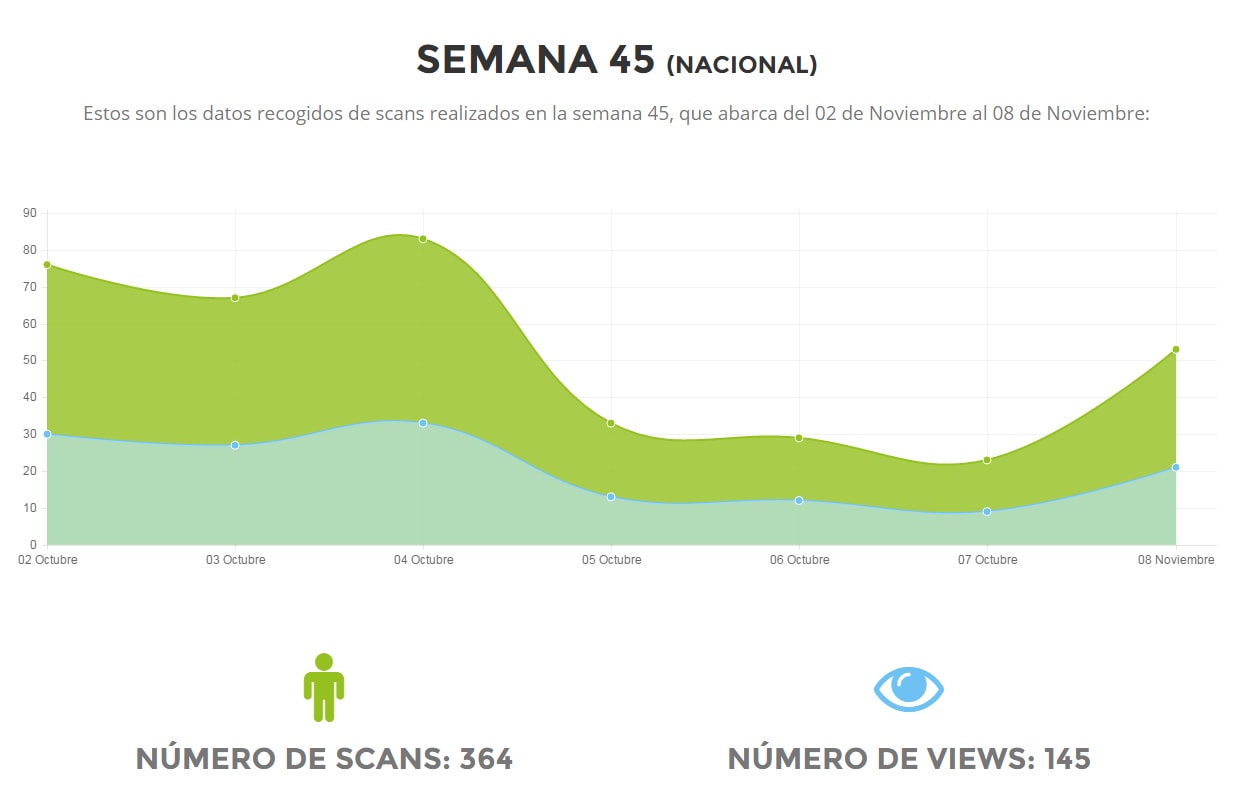 SEMANA 45 (NACIONAL)
Estos son los datos recogidos de scans realizados en la semana 45, que abarca del 02 de Noviembre al 08 de Noviembre:
90
80
70
60
50
40
30
20
10
0
02 Octubre 03 Octubre 04 Octubre 05 Octubre 06 Octubre 07 Octubre 08 Noviembre
NÚMERO DE SCANS: 364
NÚMERO DE VIEWS: 145